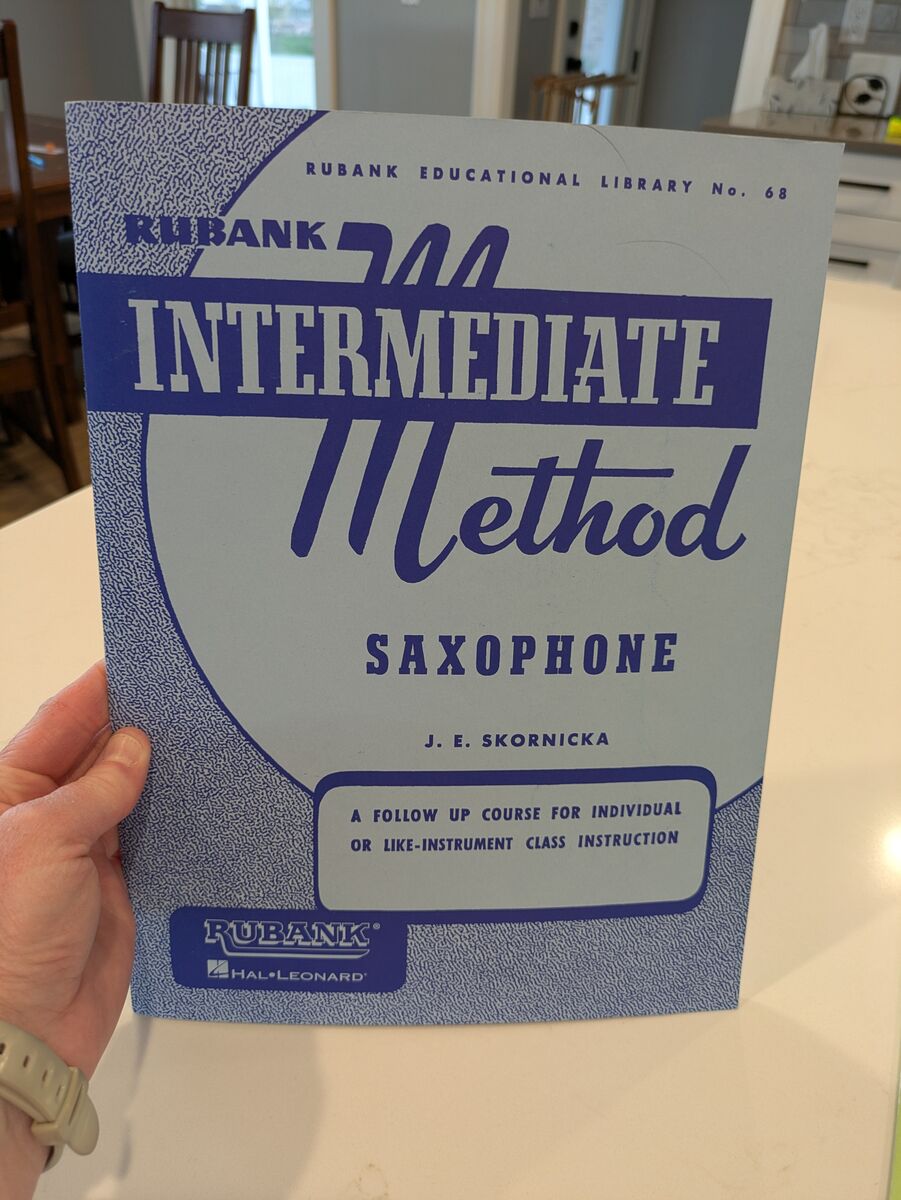 RUBANK EDUCATIONAL LIBRARY No. 68
RUBANK
INTERMEDIATE
Method
SAXOPHONE
J. E. SKORNICKA
A FOLLOW UP COURSE FOR INDIVIDUAL
OR LIKE-INSTRUMENT CLASS INSTRUCTION
RUBANK®
HAL•LEONARD®